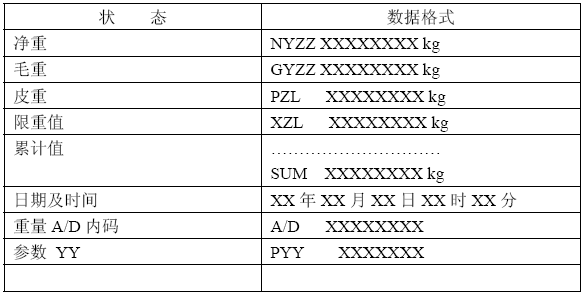 状 态 数据格式
净重 NYZZ XXXXXXXX kg
毛重 GYZZ XXXXXXXX kg
皮重 PZL XXXXXXXX kg
限重值 XZL XXXXXXXX kg
累计值 …………………………
SUM XXXXXXXX kg
日期及时间 XX 年 XX 月 XX 日 XX 时 XX 分
重量 A/D 内码 A/D XXXXXXXX
参数 YY PYY XXXXXXX